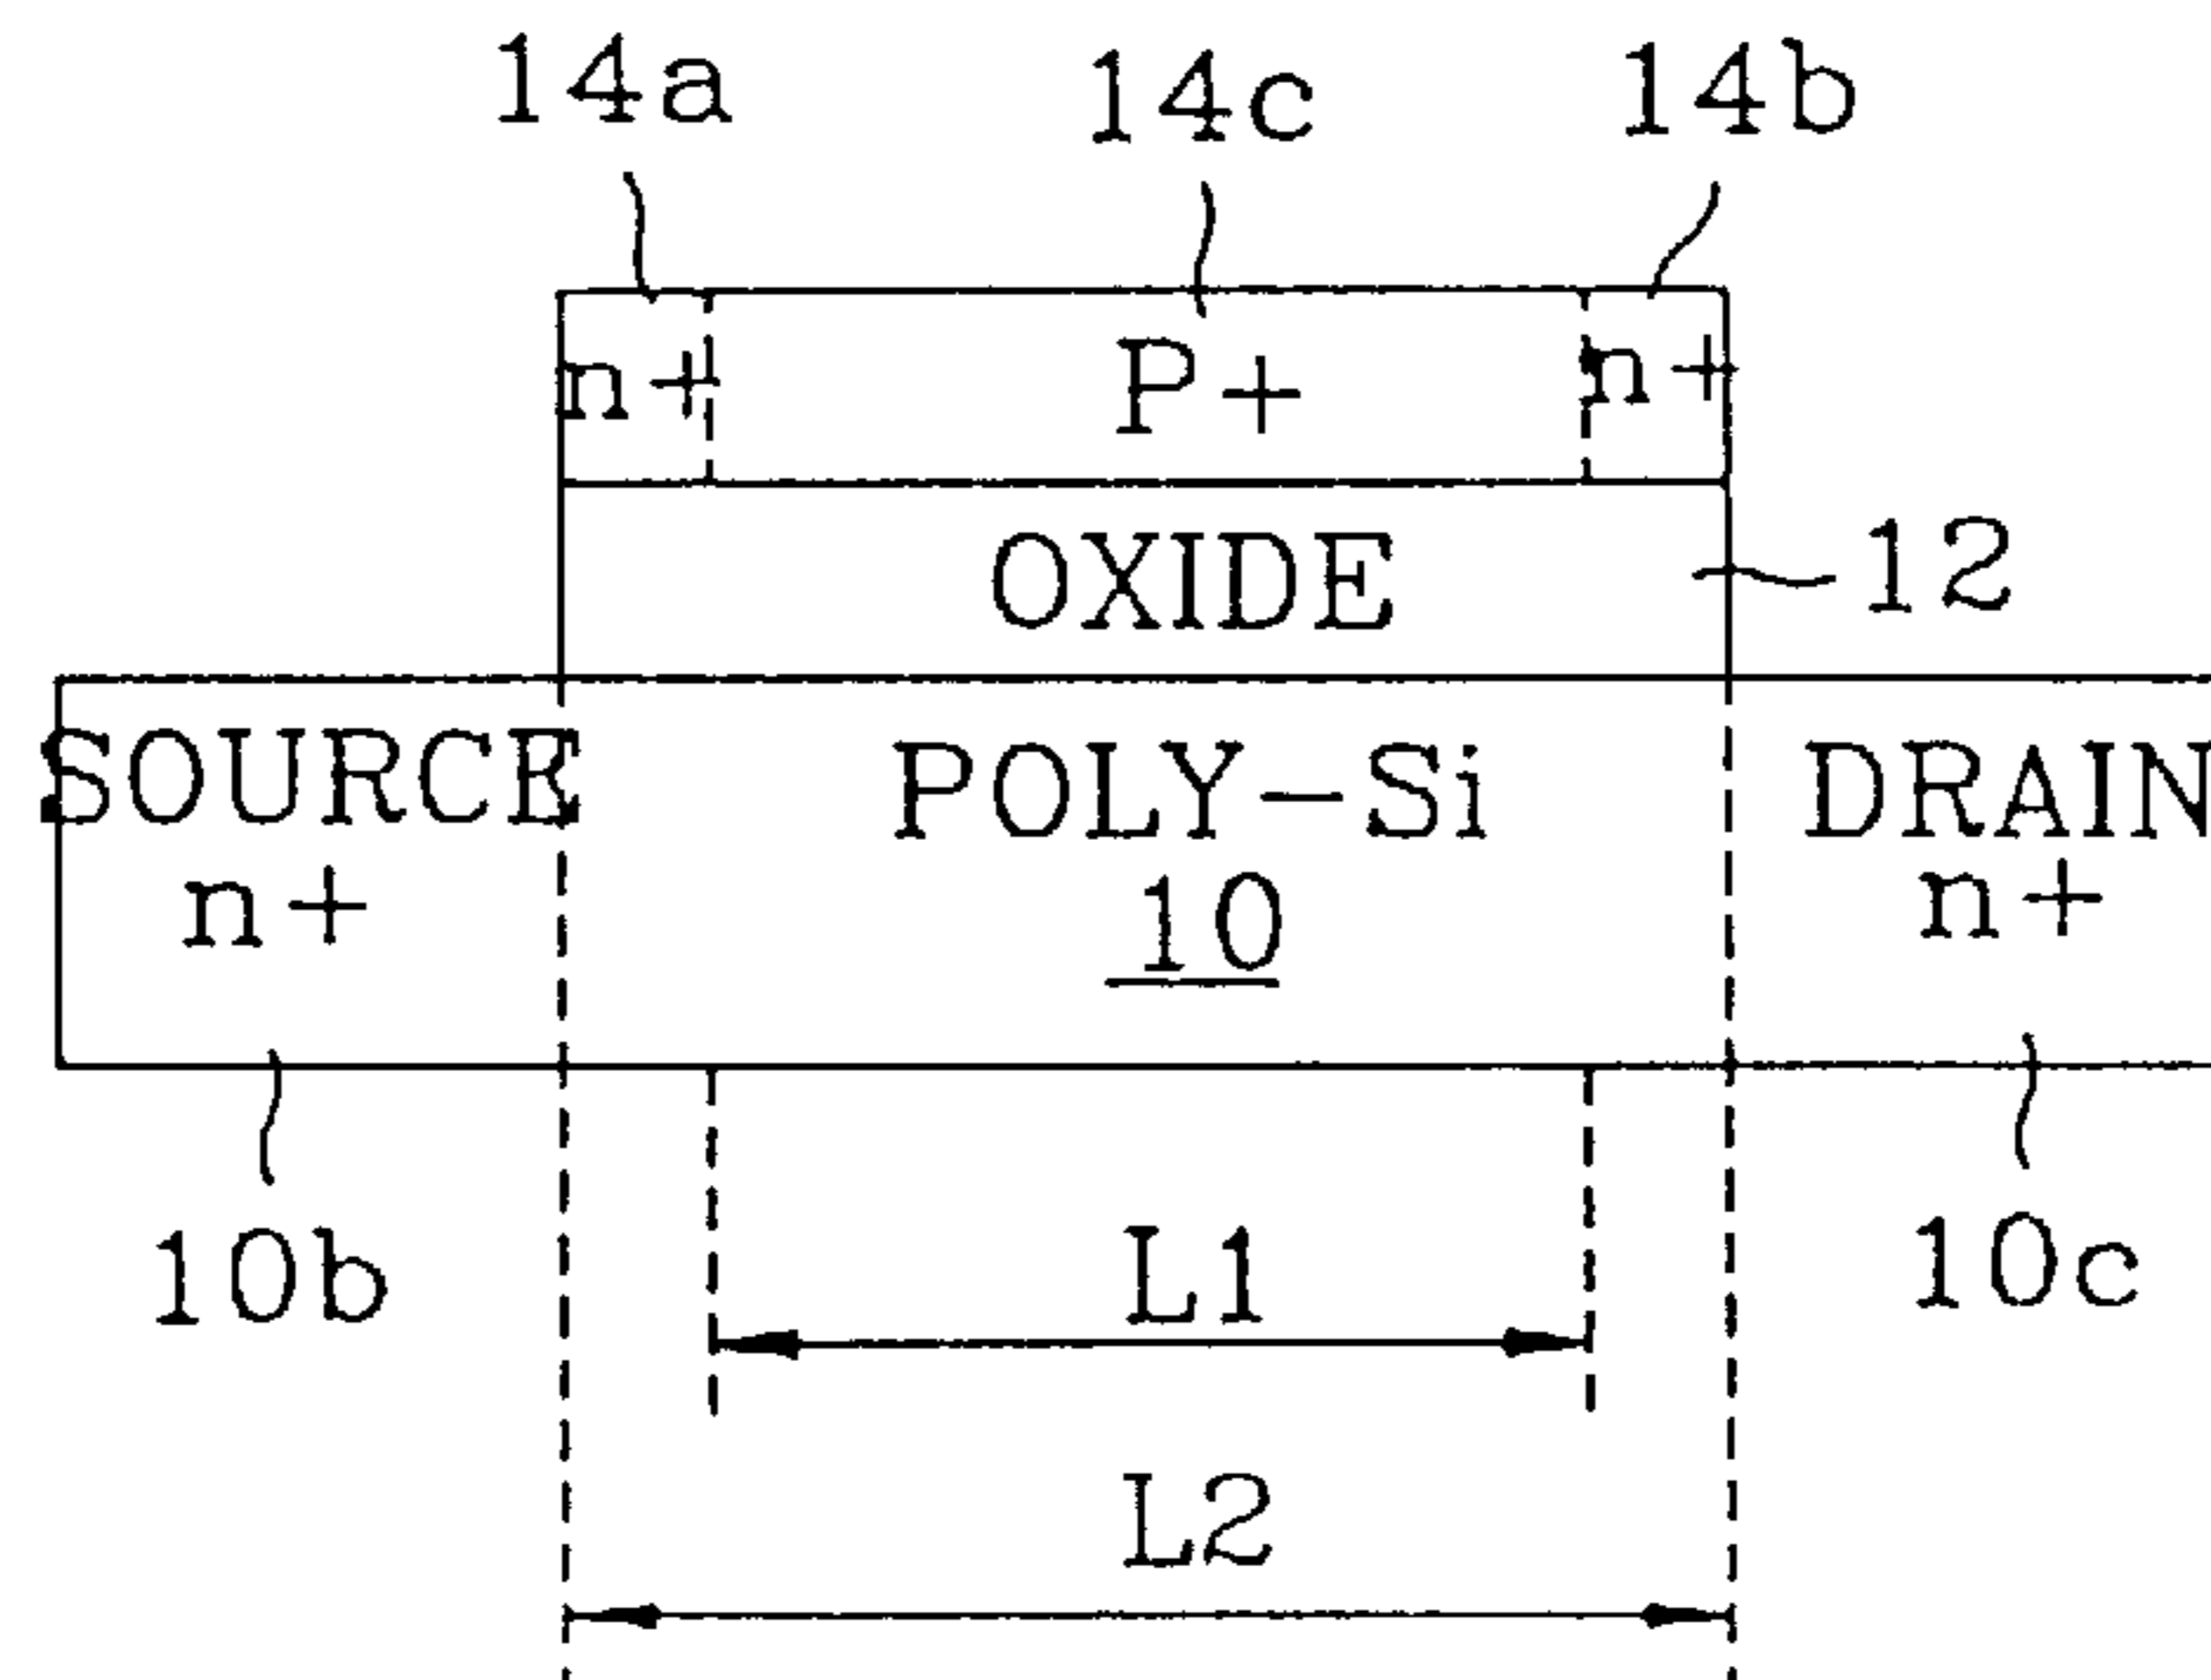 14a 14c 14b
n+ P+ n+
OXIDE 12
SOURCE POLY-Si DRAIN
n+ 10 n+
10b L1 10c
L2